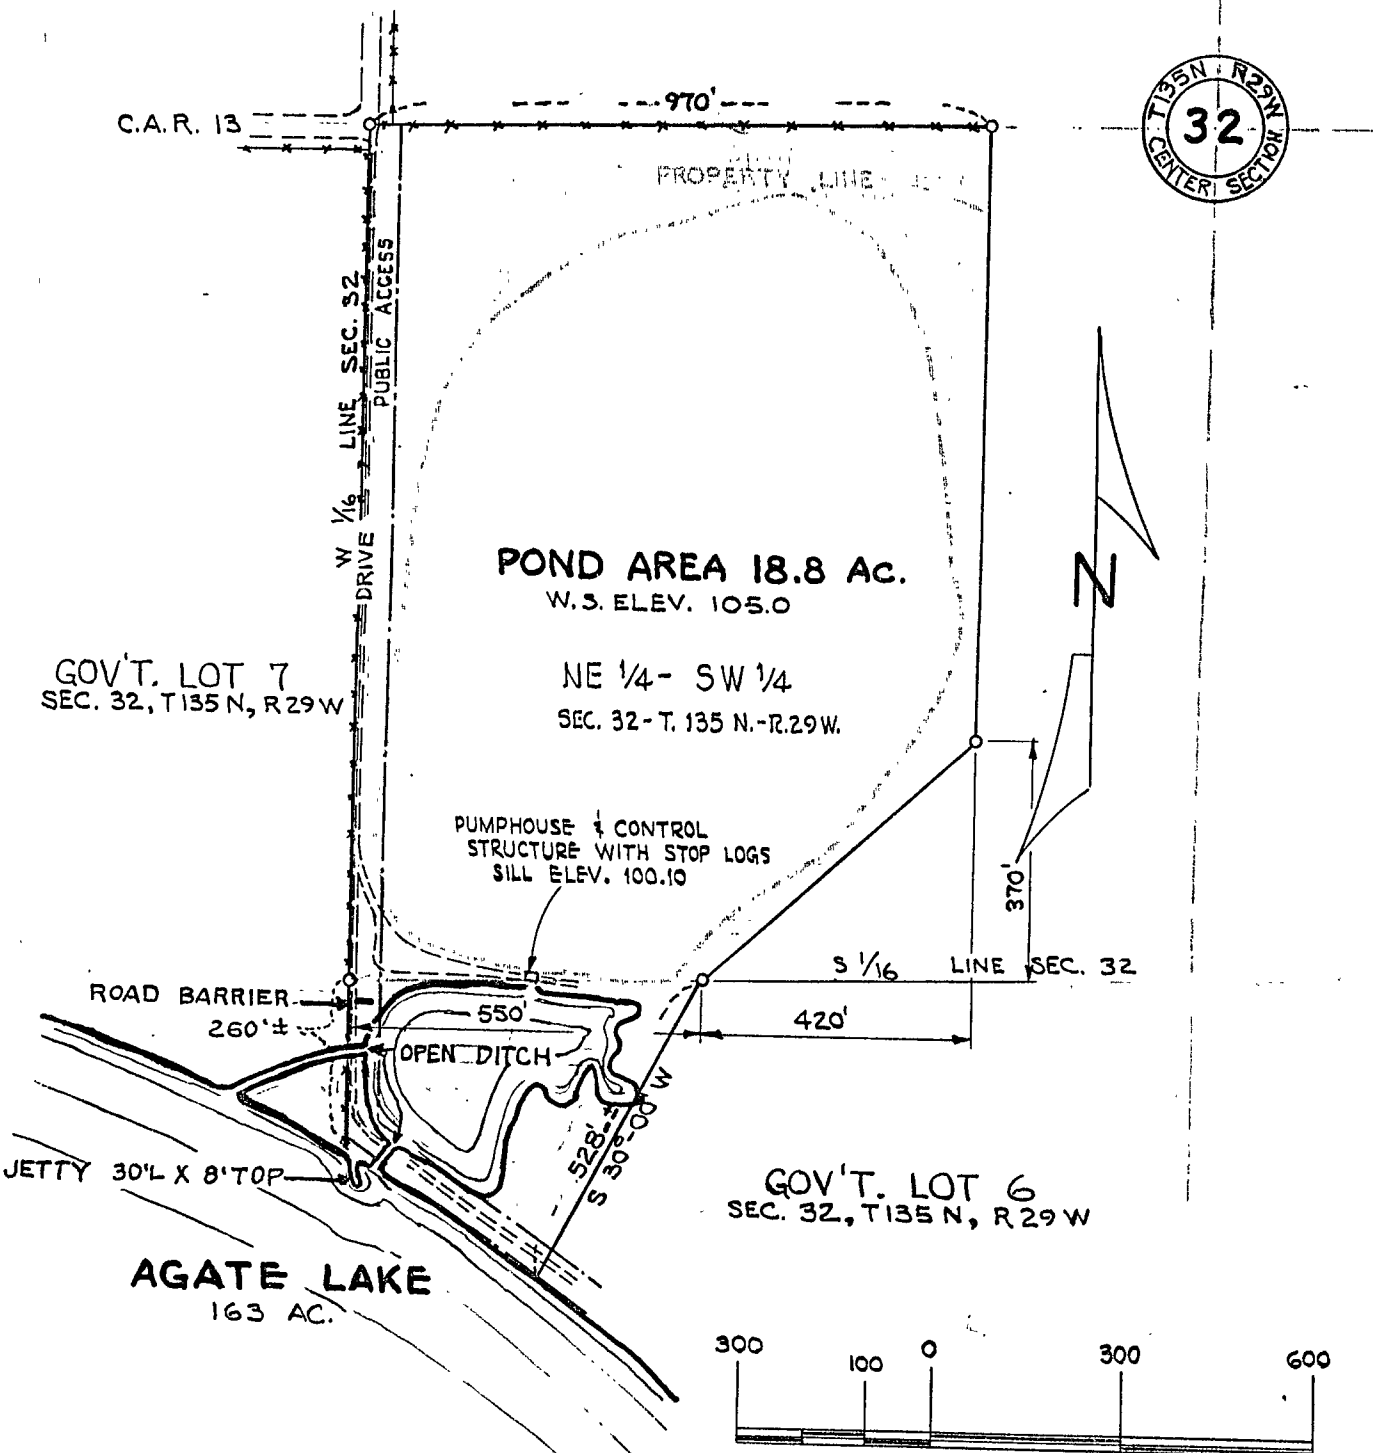 C.A.R. 13
970'
T135N R29W
32
CENTER SECTION
PROPERTY LINE
W 1/16 LINE SEC. 32
DRIVE
PUBLIC ACCESS
POND AREA 18.8 AC.
W.S. ELEV. 105.0
N
NE 1/4 - SW 1/4
SEC. 32 - T. 135 N. - R. 29 W.
GOV'T. LOT 7
SEC. 32, T135N, R29W
PUMPHOUSE & CONTROL
STRUCTURE WITH STOP LOGS
SILL ELEV. 100.10
370'
S 1/16 LINE SEC. 32
ROAD BARRIER
260'±
550'
420'
OPEN DITCH
528'±
S 30°-00' W
JETTY 30'L X 8'TOP
GOV'T. LOT 6
SEC. 32, T135N, R29W
AGATE LAKE
163 AC.
300 100 0 300 600